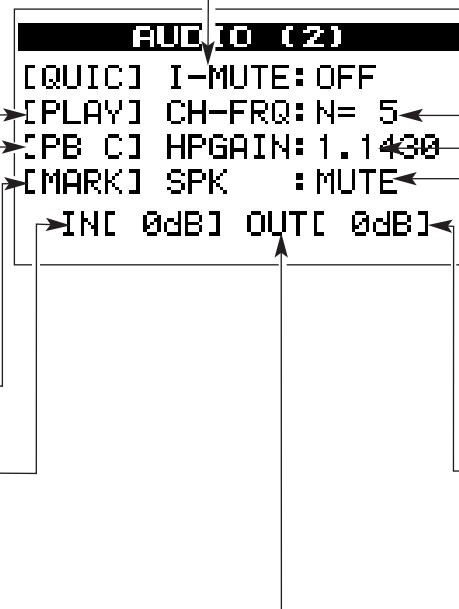 AUDIO (2)
[QUIC] I-MUTE:OFF
[PLAY] CH-FRQ:N= 5
[PB C] HPGAIN:1.1430
[MARK] SPK :MUTE
IN[ 0dB] OUT[ 0dB]